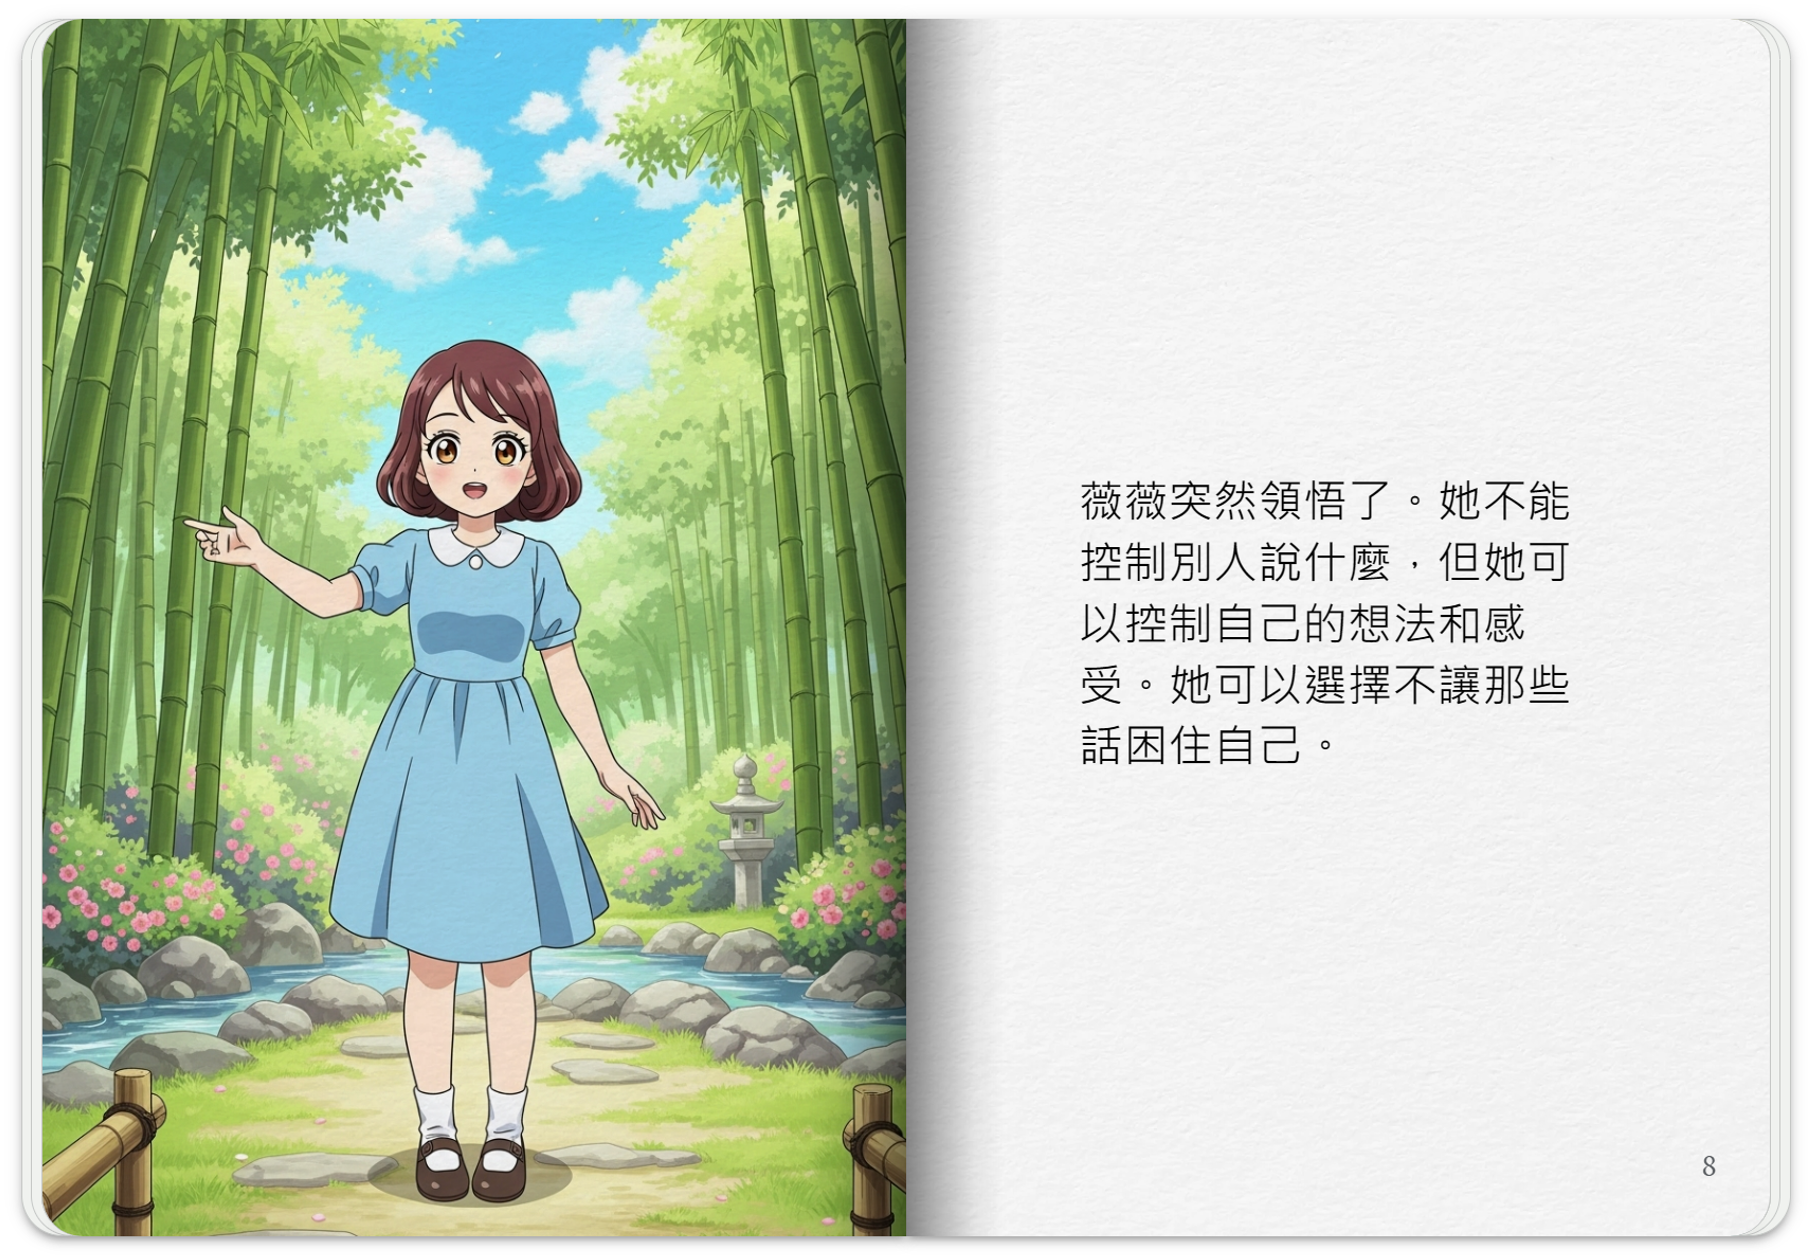 薇薇突然領悟了。她不能
控制別人說什麼，但她可
以控制自己的想法和感
受。她可以選擇不讓那些
話困住自己。
8